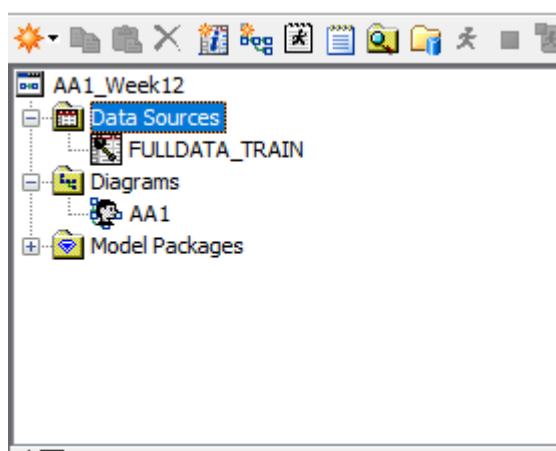 AA1_Week12
Data Sources
FULLDATA_TRAIN
Diagrams
AA1
Model Packages